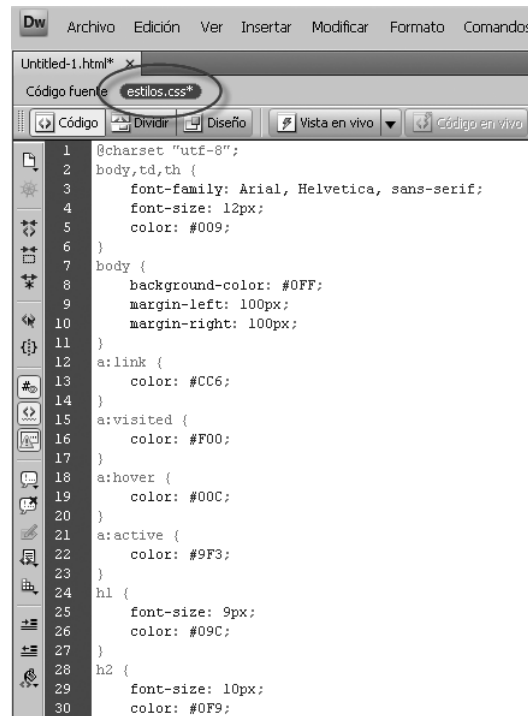 Dw Archivo Edición Ver Insertar Modificar Formato Comandos
Untitled-1.html* ×
Código fuente estilos.css*
Código Dividir Diseño Vista en vivo Código en vivo
1 @charset "utf-8";
2 body,td,th {
3 font-family: Arial, Helvetica, sans-serif;
4 font-size: 12px;
5 color: #009;
6 }
7 body {
8 background-color: #0FF;
9 margin-left: 100px;
10 margin-right: 100px;
11 }
12 a:link {
13 color: #CC6;
14 }
15 a:visited {
16 color: #F00;
17 }
18 a:hover {
19 color: #00C;
20 }
21 a:active {
22 color: #9F3;
23 }
24 h1 {
25 font-size: 9px;
26 color: #09C;
27 }
28 h2 {
29 font-size: 10px;
30 color: #0F9;